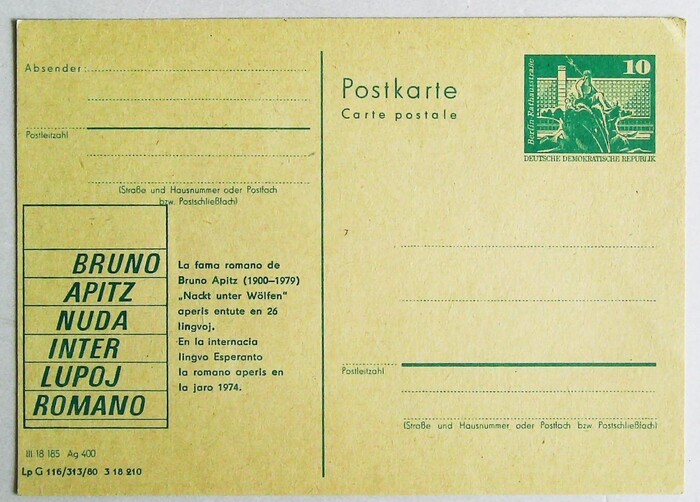 Absender:
Postleitzahl
(Straße und Hausnummer oder Postfach
bzw. Postschließfach)
BRUNO
APITZ
NUDA
INTER
LUPOJ
ROMANO
La fama romano de
Bruno Apitz (1900–1979)
„Nackt unter Wölfen"
aperis entute en 26
lingvoj.
En la internacia
lingvo Esperanto
la romano aperis en
la jaro 1974.
III 18 185 Ag 400
Lp G 116/313/80 3 18 210
Postkarte
Carte postale
Berlin Rathausstraße
10
DEUTSCHE DEMOKRATISCHE REPUBLIK
7
Postleitzahl
(Straße und Hausnummer oder Postfach bzw Postschließfach)